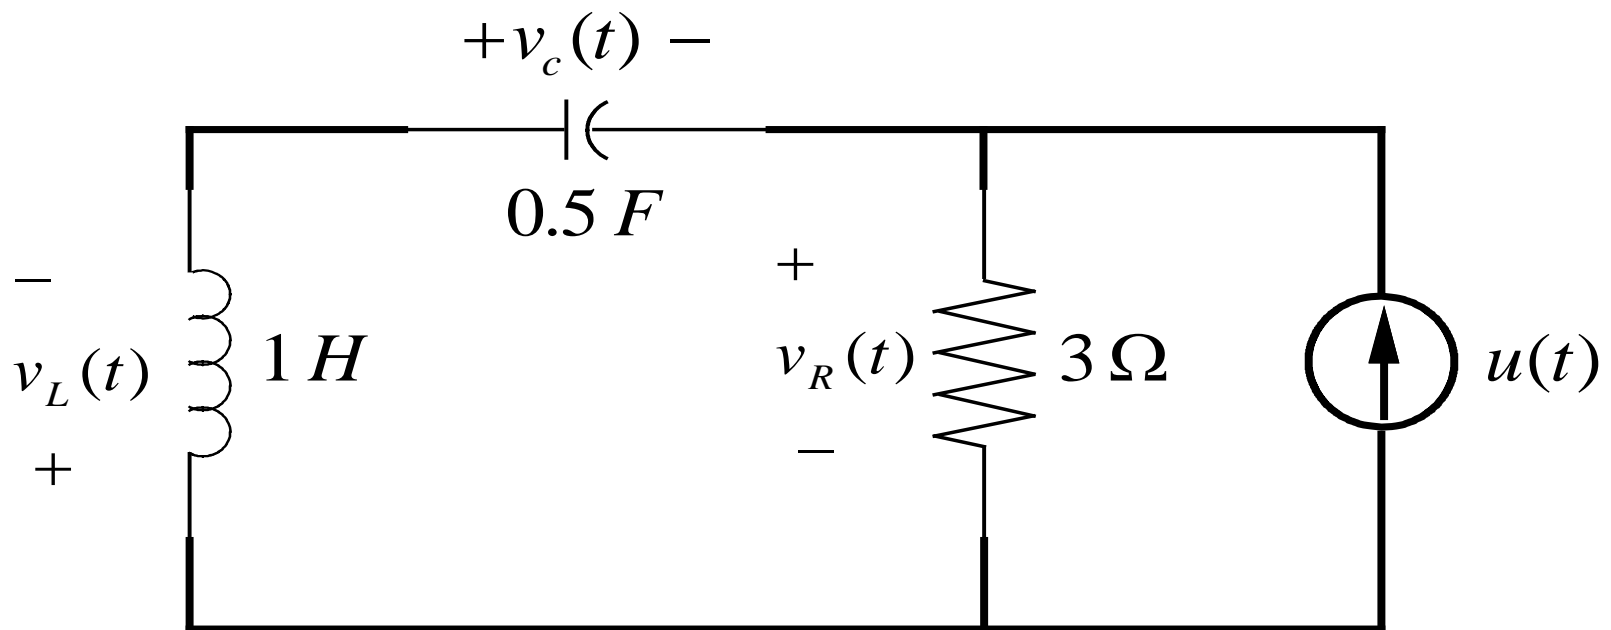 + v_c(t) −
0.5 F
−
v_L(t)
+
1 H
+
v_R(t)
−
3 Ω
u(t)